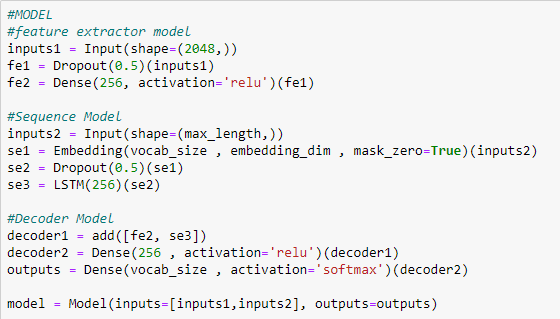 #MODEL
#feature extractor model
inputs1 = Input(shape=(2048,))
fe1 = Dropout(0.5)(inputs1)
fe2 = Dense(256, activation='relu')(fe1)
#Sequence Model
inputs2 = Input(shape=(max_length,))
se1 = Embedding(vocab_size , embedding_dim , mask_zero=True)(inputs2)
se2 = Dropout(0.5)(se1)
se3 = LSTM(256)(se2)
#Decoder Model
decoder1 = add([fe2, se3])
decoder2 = Dense(256 , activation='relu')(decoder1)
outputs = Dense(vocab_size , activation='softmax')(decoder2)
model = Model(inputs=[inputs1,inputs2], outputs=outputs)